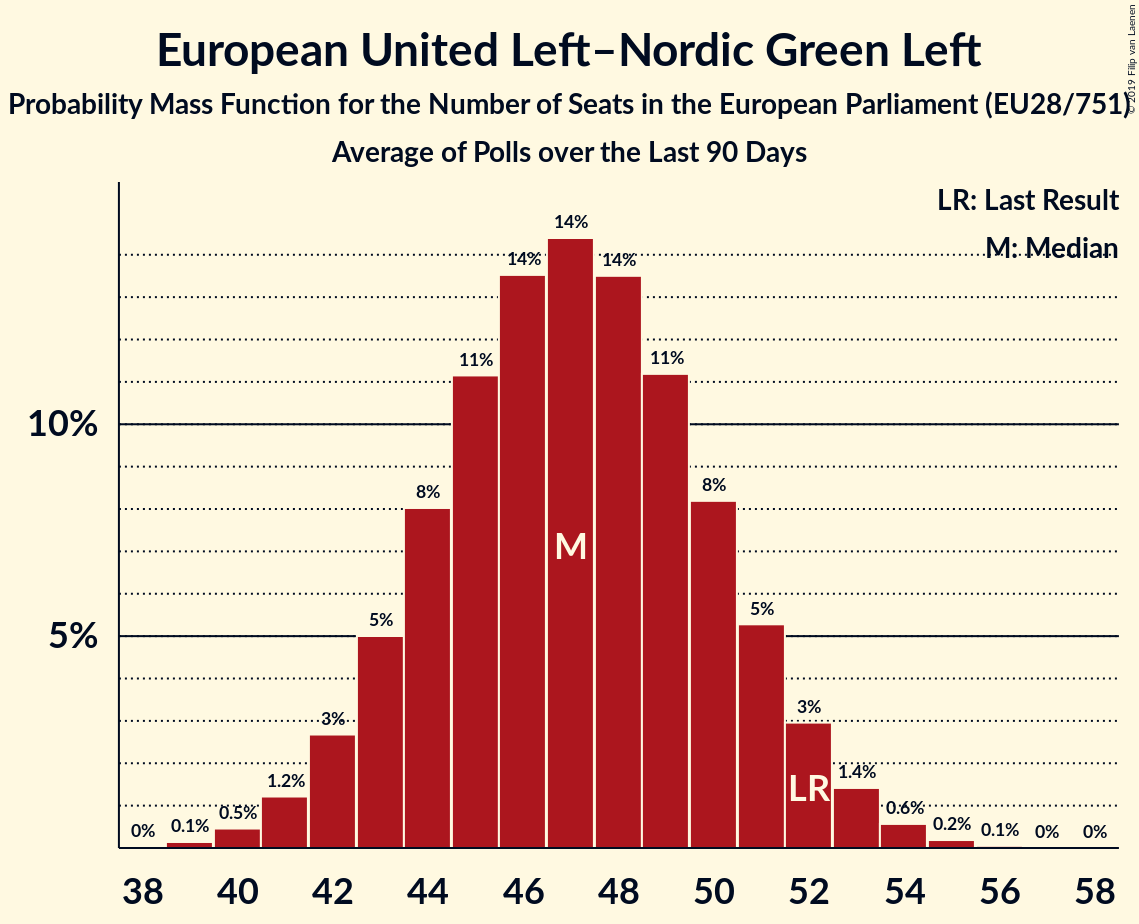 European United Left–Nordic Green Left
Probability Mass Function for the Number of Seats in the European Parliament (EU28/751)
Average of Polls over the Last 90 Days
© 2019 Filip van Laenen
LR: Last Result
M: Median
10%
5%
0%
0.1%
0.5%
1.2%
3%
5%
8%
11%
14%
14%
14%
11%
8%
5%
3%
1.4%
0.6%
0.2%
0.1%
0%
0%
M
LR
38 40 42 44 46 48 50 52 54 56 58